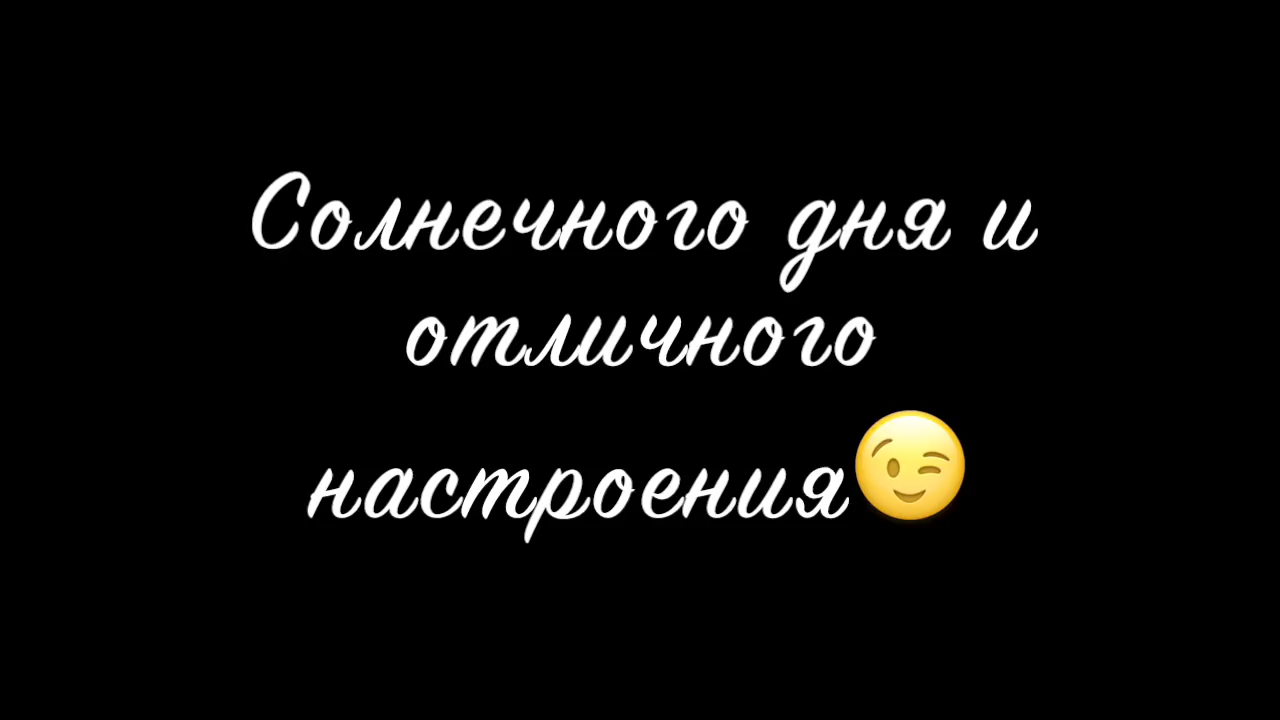 Солнечного дня и
отличного
настроения😉